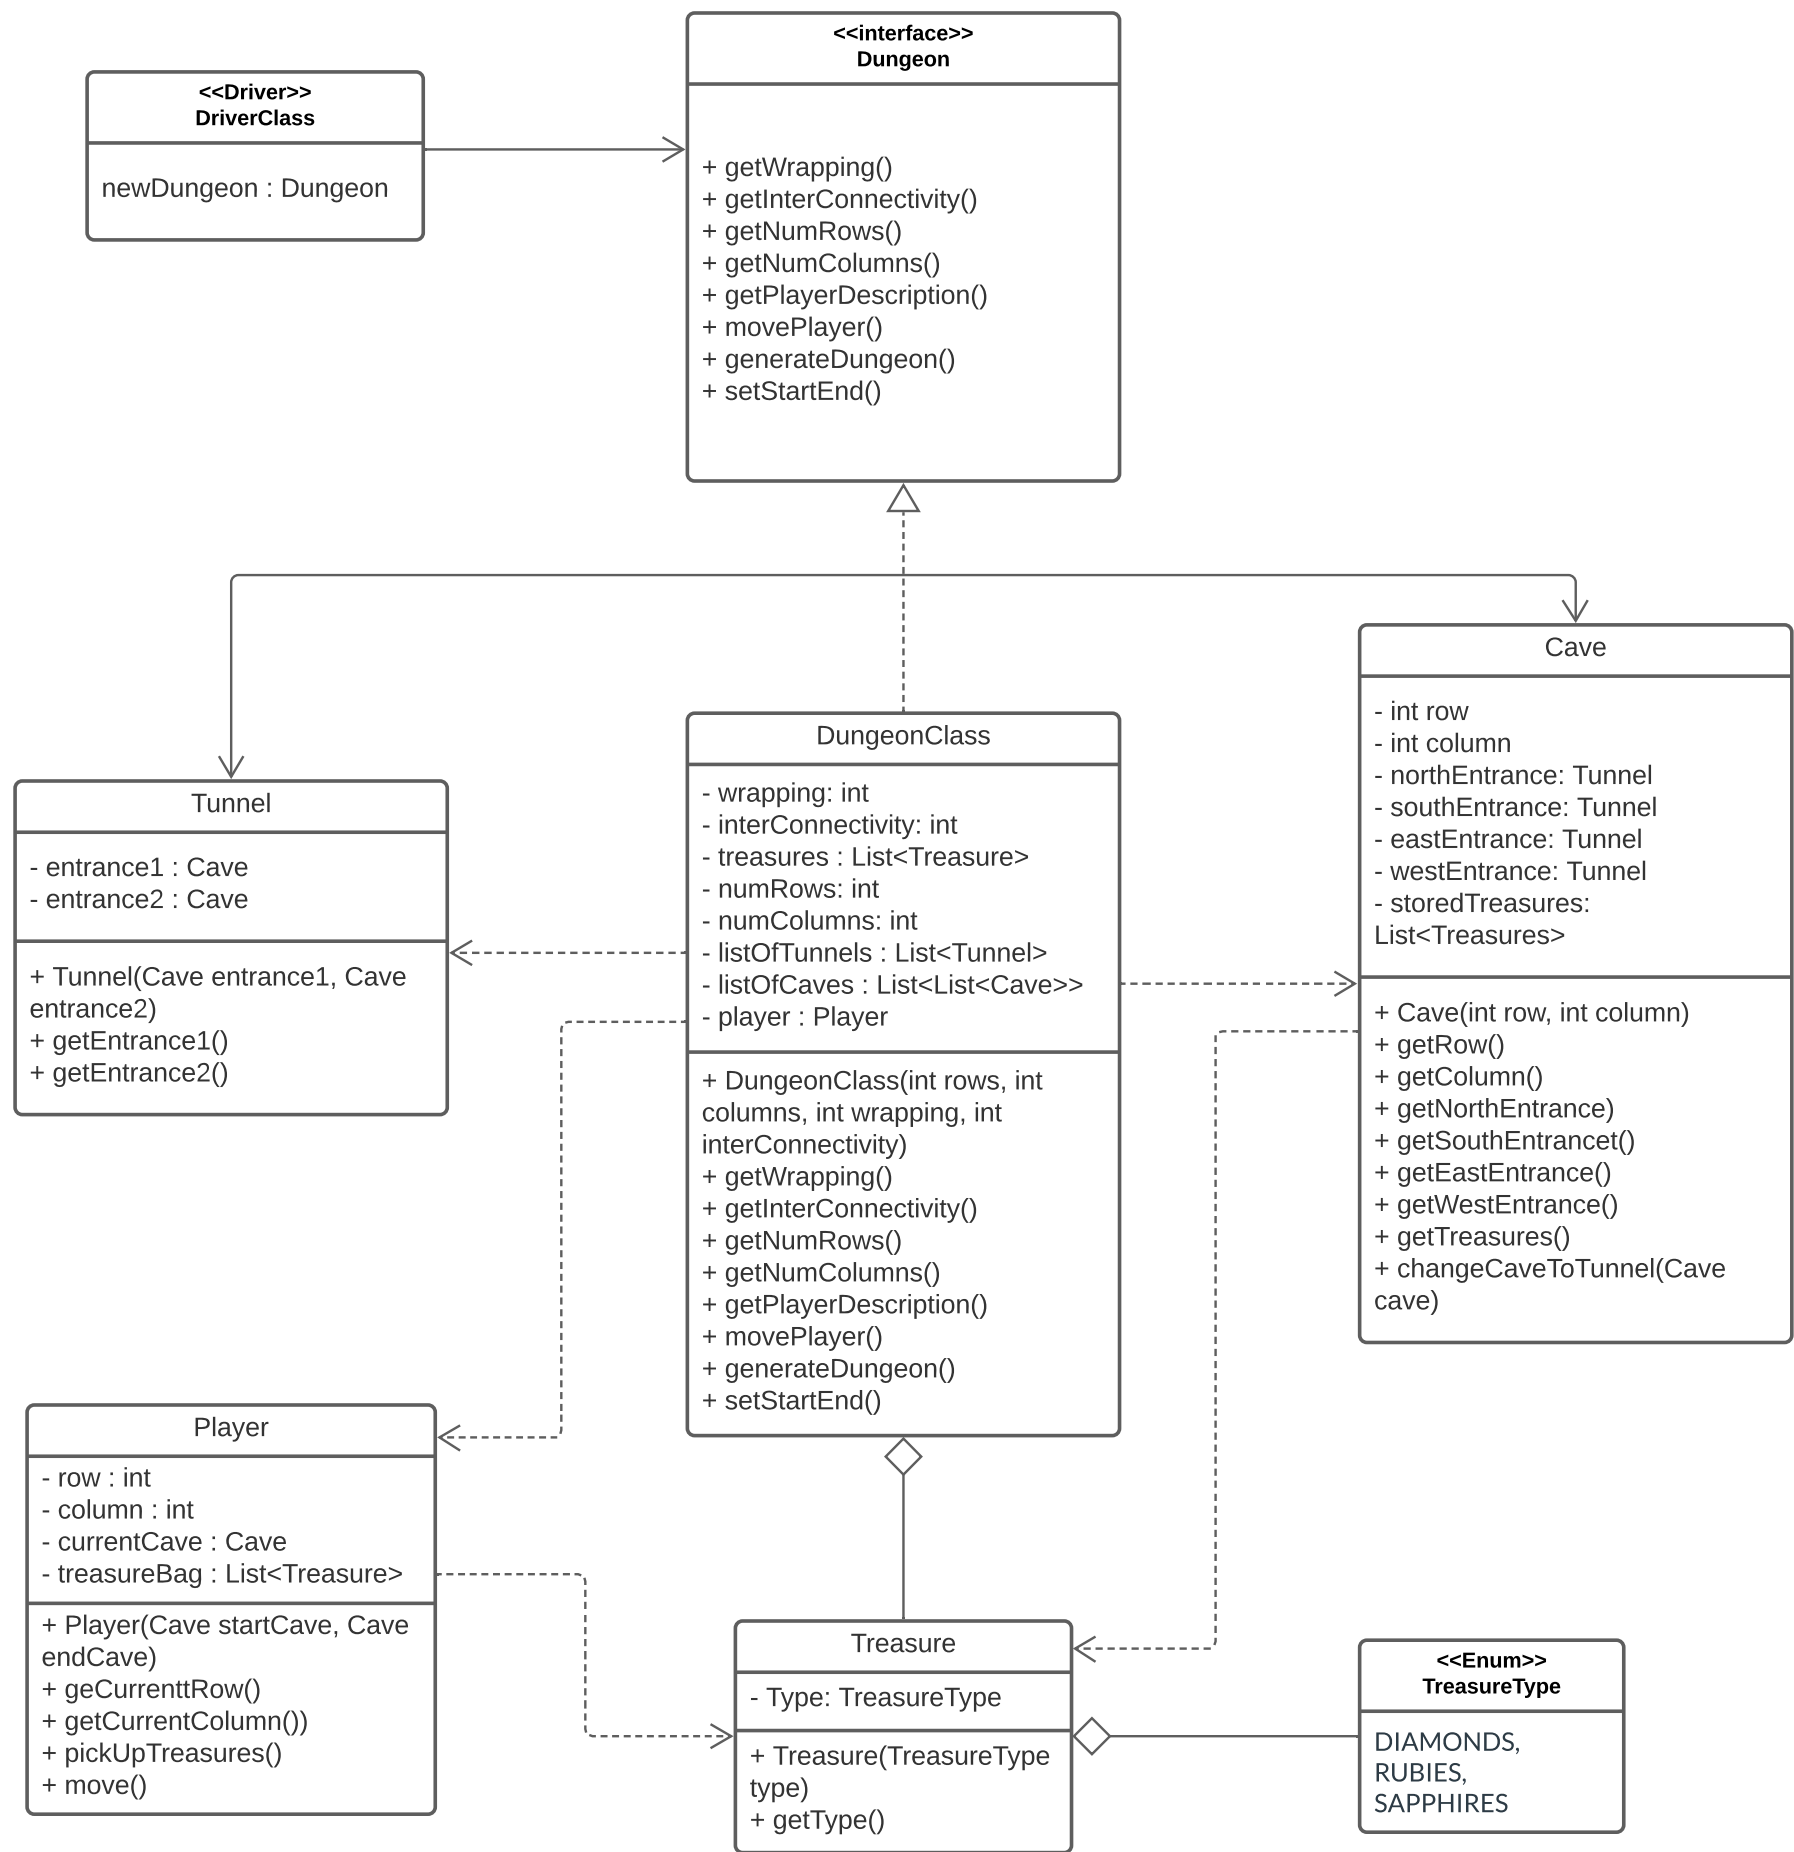 <<interface>>
Dungeon
+ getWrapping()
+ getInterConnectivity()
+ getNumRows()
+ getNumColumns()
+ getPlayerDescription()
+ movePlayer()
+ generateDungeon()
+ setStartEnd()
<<Driver>>
DriverClass
newDungeon : Dungeon
Cave
- int row
- int column
- northEntrance: Tunnel
- southEntrance: Tunnel
- eastEntrance: Tunnel
- westEntrance: Tunnel
- storedTreasures:
List<Treasures>
+ Cave(int row, int column)
+ getRow()
+ getColumn()
+ getNorthEntrance)
+ getSouthEntrancet()
+ getEastEntrance()
+ getWestEntrance()
+ getTreasures()
+ changeCaveToTunnel(Cave
cave)
DungeonClass
- wrapping: int
- interConnectivity: int
- treasures : List<Treasure>
- numRows: int
- numColumns: int
- listOfTunnels : List<Tunnel>
- listOfCaves : List<List<Cave>>
- player : Player
+ DungeonClass(int rows, int
columns, int wrapping, int
interConnectivity)
+ getWrapping()
+ getInterConnectivity()
+ getNumRows()
+ getNumColumns()
+ getPlayerDescription()
+ movePlayer()
+ generateDungeon()
+ setStartEnd()
Tunnel
- entrance1 : Cave
- entrance2 : Cave
+ Tunnel(Cave entrance1, Cave
entrance2)
+ getEntrance1()
+ getEntrance2()
Player
- row : int
- column : int
- currentCave : Cave
- treasureBag : List<Treasure>
+ Player(Cave startCave, Cave
endCave)
+ geCurrenttRow()
+ getCurrentColumn())
+ pickUpTreasures()
+ move()
Treasure
- Type: TreasureType
+ Treasure(TreasureType
type)
+ getType()
<<Enum>>
TreasureType
DIAMONDS,
RUBIES,
SAPPHIRES